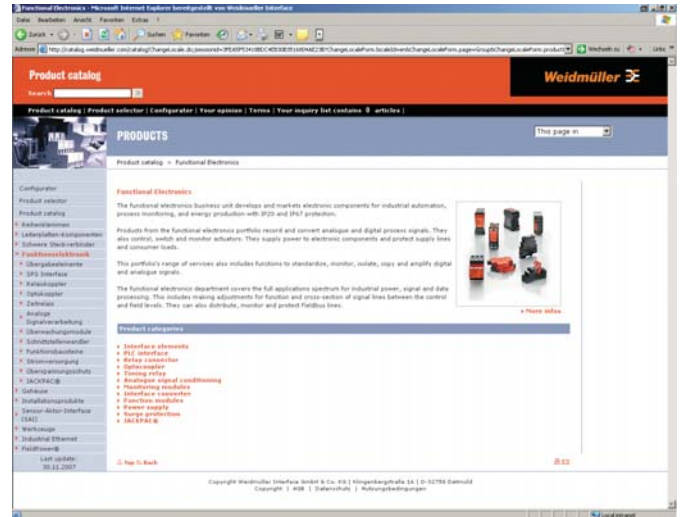 Functional Electronics - Microsoft Internet Explorer bereitgestellt von Weidmueller Interface
Datei Bearbeiten Ansicht Favoriten Extras ?
Zurück Suchen Favoriten
Adresse Wechseln zu Links
Product catalog
Weidmüller
Search
Product catalog | Product selector | Configurator | Your opinion | Terms | Your inquiry list contains 0 articles |
PRODUCTS
This page in
Product catalog > Functional Electronics
Configurator
Product selector
Product catalog
Reihenklemmen
Leiterplatten-Komponenten
Schwere Steckverbinder
Funktionselektronik
Übergabeelemente
SPS Interface
Relaiskoppler
Optokoppler
Zeitrelais
Analoge
Signalverarbeitung
Überwachungsmodule
Schnittstellenwandler
Funktionsbausteine
Stromversorgung
Überspannungsschutz
JACKPAC®
Gehäuse
Installationsprodukte
Sensor-Aktor-Interface
(SAI)
Werkzeuge
Industrial Ethernet
FieldPower®
Last update:
30.11.2007
Functional Electronics
The functional electronics business unit develops and markets electronic components for industrial automation,
process monitoring, and energy production with IP20 and IP67 protection.
Products from the functional electronics portfolio record and convert analogue and digital process signals. They
also control, switch and monitor actuators. They supply power to electronic components and protect supply lines
and consumer loads.
This portfolio's range of services also includes functions to standardize, monitor, isolate, copy and amplify digital
and analogue signals.
The functional electronics department covers the full applications spectrum for industrial power, signal and data
processing. This includes making adjustments for function and cross-section of signal lines between the control
and field levels. They can also distribute, monitor and protect FieldBus lines.
More infos
Product categories
Interface elements
PLC interface
Relay connector
Optocoupler
Timing relay
Analogue signal conditioning
Monitoring modules
Interface converter
Function modules
Power supply
Surge protection
JACKPAC®
Top Back
Copyright Weidmüller Interface GmbH & Co. KG | Klingenbergstraße 16 | D-32758 Detmold
Copyright | AGB | Datenschutz | Nutzungsbedingungen
Local intranet